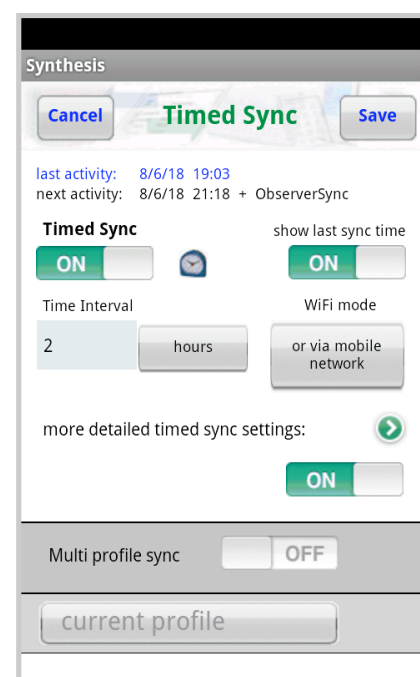 Synthesis
Cancel Timed Sync Save
last activity: 8/6/18 19:03
next activity: 8/6/18 21:18 + ObserverSync
Timed Sync show last sync time
ON ON
Time Interval WiFi mode
2 hours or via mobile
network
more detailed timed sync settings:
ON
Multi profile sync OFF
current profile